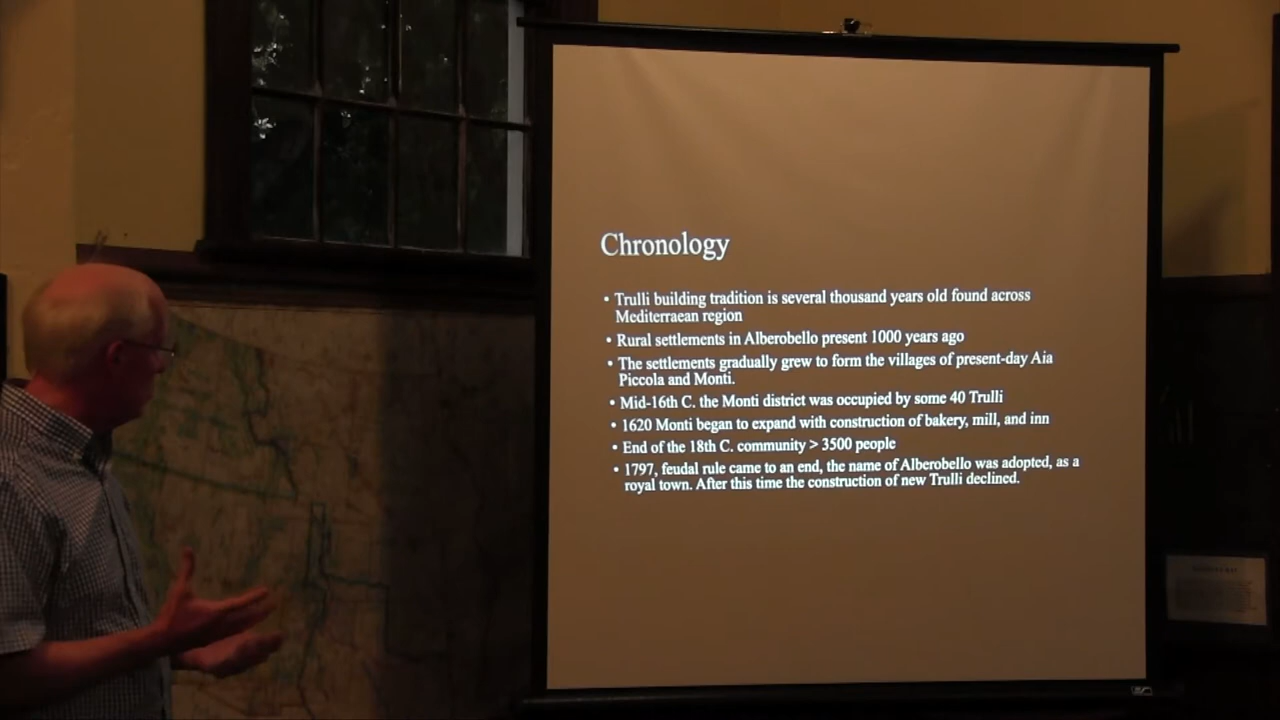 Chronology
• Trulli building tradition is several thousand years old found across
Mediterraean region
• Rural settlements in Alberobello present 1000 years ago
• The settlements gradually grew to form the villages of present-day Aia
Piccola and Monti.
• Mid-16th C. the Monti district was occupied by some 40 Trulli
• 1620 Monti began to expand with construction of bakery, mill, and inn
• End of the 18th C. community > 3500 people
• 1797, feudal rule came to an end, the name of Alberobello was adopted, as a
royal town. After this time the construction of new Trulli declined.